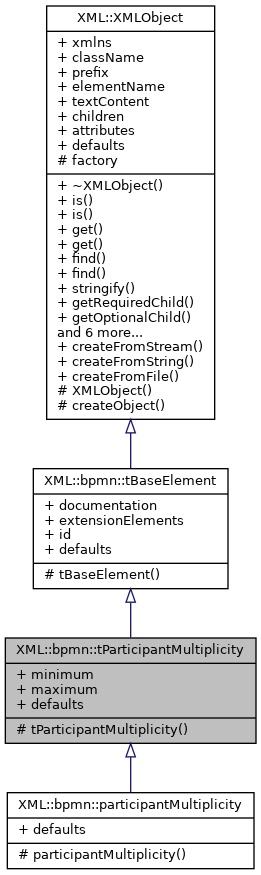 XML::XMLObject
+ xmlns
+ className
+ prefix
+ elementName
+ textContent
+ children
+ attributes
+ defaults
# factory
+ ~XMLObject()
+ is()
+ is()
+ get()
+ get()
+ find()
+ find()
+ stringify()
+ getRequiredChild()
+ getOptionalChild()
and 6 more...
+ createFromStream()
+ createFromString()
+ createFromFile()
# XMLObject()
# createObject()
XML::bpmn::tBaseElement
+ documentation
+ extensionElements
+ id
+ defaults
# tBaseElement()
XML::bpmn::tParticipantMultiplicity
+ minimum
+ maximum
+ defaults
# tParticipantMultiplicity()
XML::bpmn::participantMultiplicity
+ defaults
# participantMultiplicity()